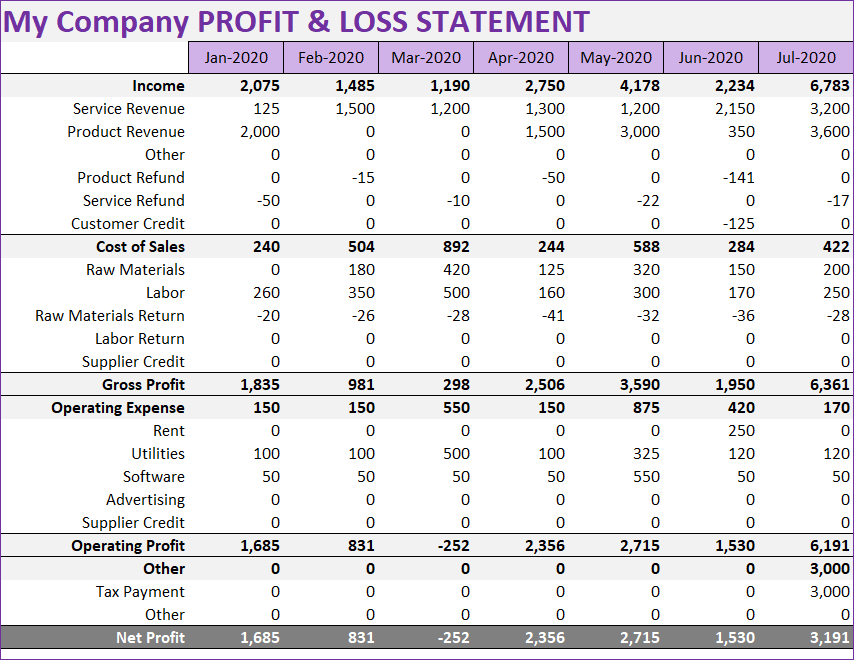 My Company PROFIT & LOSS STATEMENT
Jan-2020 Feb-2020 Mar-2020 Apr-2020 May-2020 Jun-2020 Jul-2020
Income 2,075 1,485 1,190 2,750 4,178 2,234 6,783
Service Revenue 125 1,500 1,200 1,300 1,200 2,150 3,200
Product Revenue 2,000 0 0 1,500 3,000 350 3,600
Other 0 0 0 0 0 0 0
Product Refund 0 -15 0 -50 0 -141 0
Service Refund -50 0 -10 0 -22 0 -17
Customer Credit 0 0 0 0 0 -125 0
Cost of Sales 240 504 892 244 588 284 422
Raw Materials 0 180 420 125 320 150 200
Labor 260 350 500 160 300 170 250
Raw Materials Return -20 -26 -28 -41 -32 -36 -28
Labor Return 0 0 0 0 0 0 0
Supplier Credit 0 0 0 0 0 0 0
Gross Profit 1,835 981 298 2,506 3,590 1,950 6,361
Operating Expense 150 150 550 150 875 420 170
Rent 0 0 0 0 0 250 0
Utilities 100 100 500 100 325 120 120
Software 50 50 50 50 550 50 50
Advertising 0 0 0 0 0 0 0
Supplier Credit 0 0 0 0 0 0 0
Operating Profit 1,685 831 -252 2,356 2,715 1,530 6,191
Other 0 0 0 0 0 0 3,000
Tax Payment 0 0 0 0 0 0 3,000
Other 0 0 0 0 0 0 0
Net Profit 1,685 831 -252 2,356 2,715 1,530 3,191